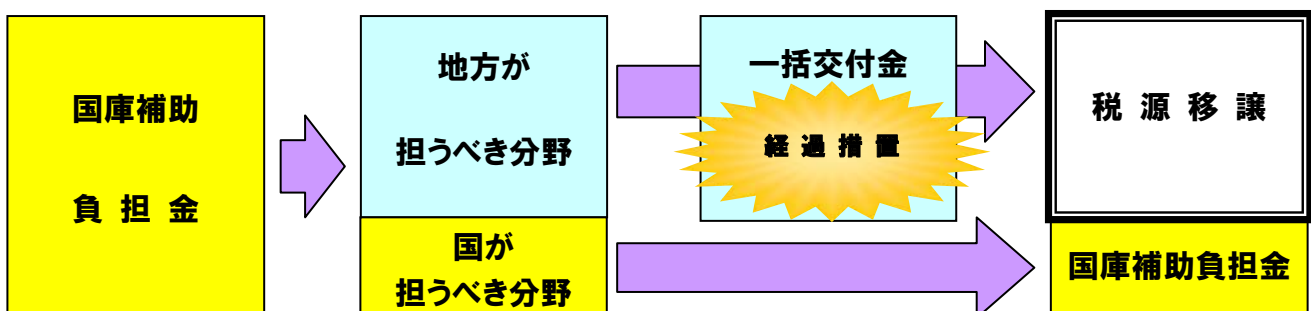 国庫補助
負 担 金
地方が
担うべき分野
国が
担うべき分野
一括交付金
経 過 措 置
税 源 移 譲
国庫補助負担金